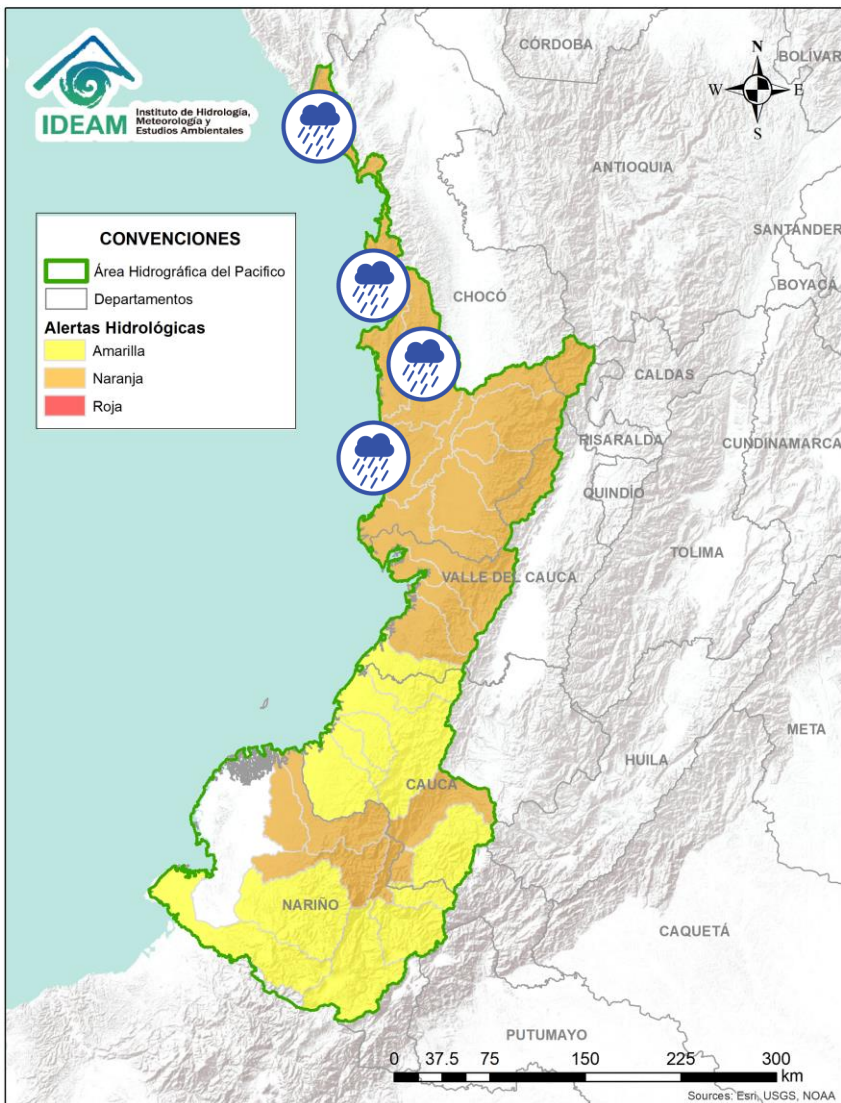 IDEAM
Instituto de Hidrología,
Meteorología y
Estudios Ambientales
CONVENCIONES
Área Hidrográfica del Pacifico
Departamentos
Alertas Hidrológicas
Amarilla
Naranja
Roja
N
W
E
S
CÓRDOBA
BOLÍVAR
ANTIOQUIA
SANTANDER
BOYACÁ
CHOCÓ
CALDAS
RISARALDA
CUNDINAMARCA
QUINDÍO
TOLIMA
VALLE DEL CAUCA
META
HUILA
CAUCA
NARIÑO
CAQUETÁ
PUTUMAYO
0 37.5 75 150 225 300
km
Sources: Esri, USGS, NOAA